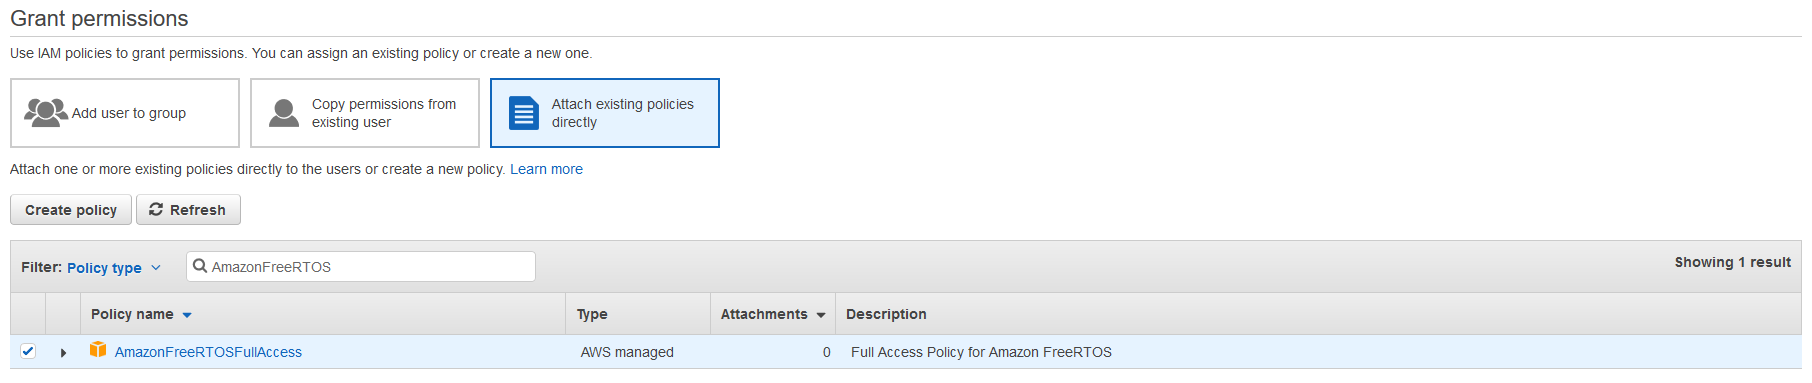 Grant permissions
Use IAM policies to grant permissions. You can assign an existing policy or create a new one.
Add user to group
Copy permissions from
existing user
Attach existing policies
directly
Attach one or more existing policies directly to the users or create a new policy. Learn more
Create policy
Refresh
Filter: Policy type
AmazonFreeRTOS
Showing 1 result
Policy name
Type
Attachments
Description
AmazonFreeRTOSFullAccess
AWS managed
0
Full Access Policy for Amazon FreeRTOS